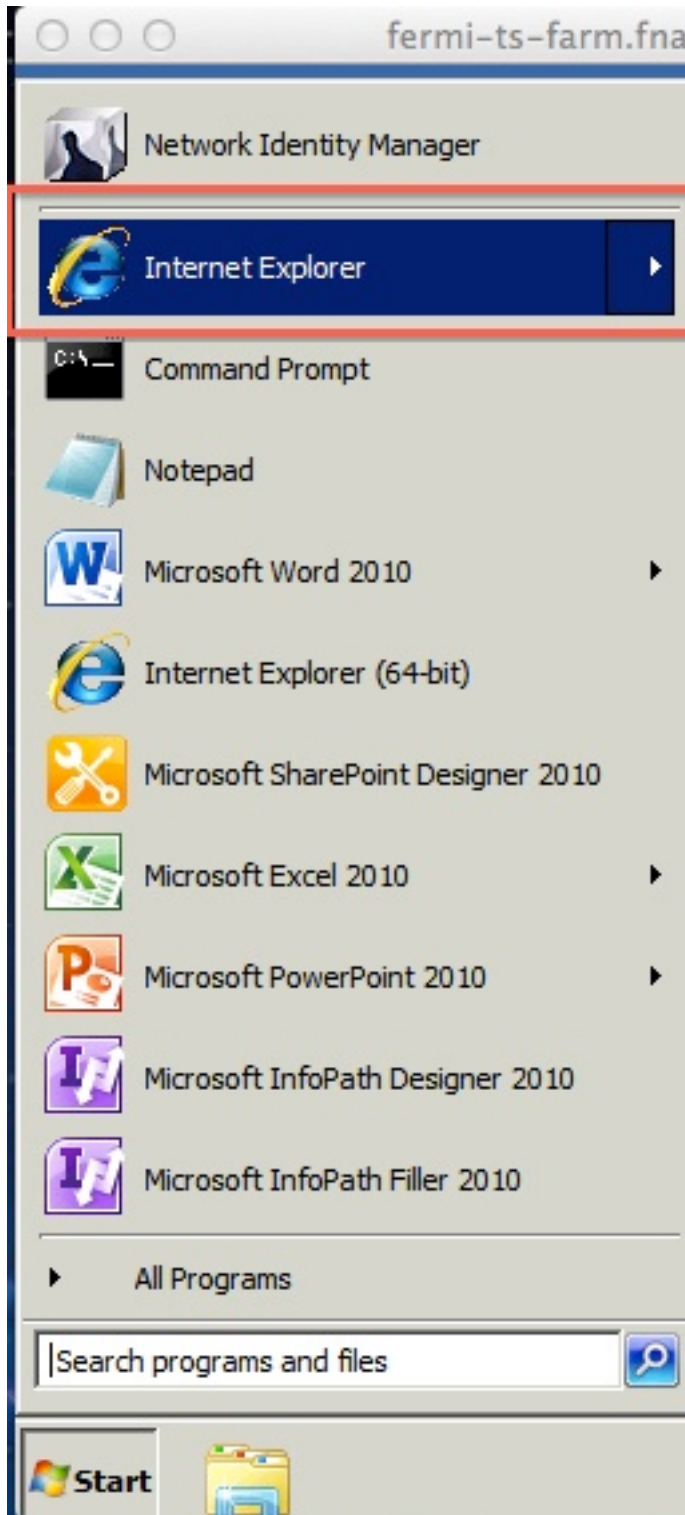 fermi-ts-farm.fna
Network Identity Manager
Internet Explorer
C:\
Command Prompt
Notepad
Microsoft Word 2010
Internet Explorer (64-bit)
Microsoft SharePoint Designer 2010
Microsoft Excel 2010
Microsoft PowerPoint 2010
Microsoft InfoPath Designer 2010
Microsoft InfoPath Filler 2010
All Programs
Search programs and files
Start